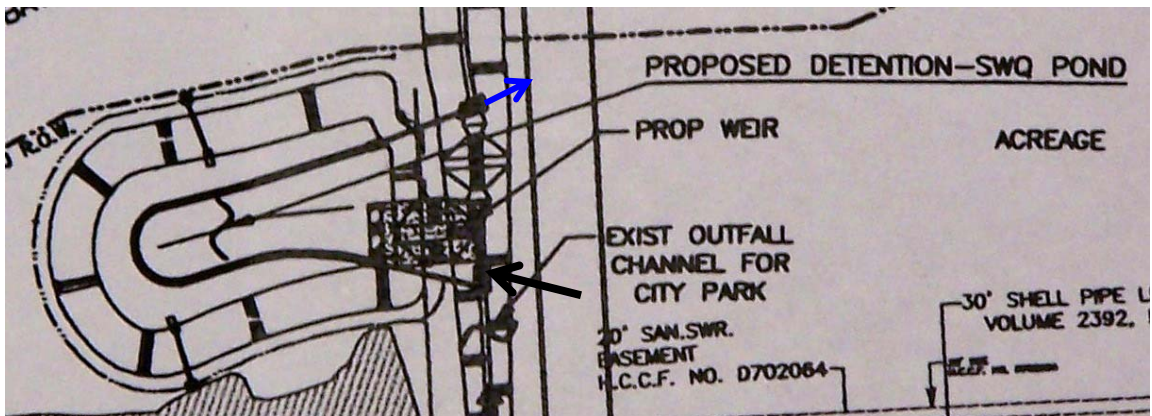 PROPOSED DETENTION-SWQ POND
R.O.W.
PROP WEIR
ACREAGE
EXIST OUTFALL
CHANNEL FOR
CITY PARK
20' SAN.SWR.
EASEMENT
H.C.C.F. NO. D702064
30' SHELL PIPE
VOLUME 2392,